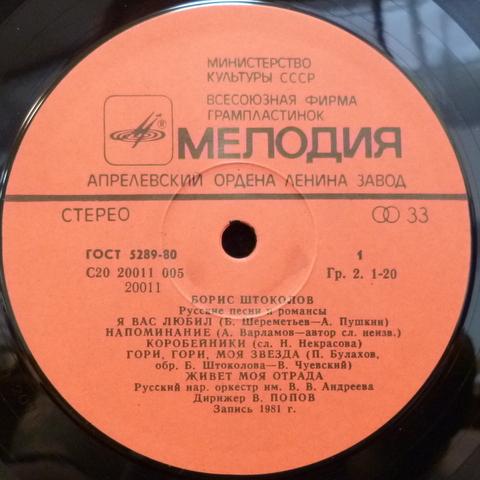 МИНИСТЕРСТВО
КУЛЬТУРЫ СССР
ВСЕСОЮЗНАЯ ФИРМА
ГРАМПЛАСТИНОК
®
МЕЛОДИЯ
АПРЕЛЕВСКИЙ ОРДЕНА ЛЕНИНА ЗАВОД
СТЕРЕО 33
ГОСТ 5289-80 1
С20 20011 005 Гр. 2. 1-20
20011
БОРИС ШТОКОЛОВ
Русские песни и романсы
Я ВАС ЛЮБИЛ (Б. Шереметьев—А. Пушкин)
НАПОМИНАНИЕ (А. Варламов—автор сл. неизв.)
КОРОБЕЙНИКИ (сл. Н. Некрасова)
ГОРИ, ГОРИ, МОЯ ЗВЕЗДА (П. Булахов,
обр. Б. Штоколова—В. Чуевский)
ЖИВЕТ МОЯ ОТРАДА
Русский нар. оркестр им. В. В. Андреева
Дирижер В. ПОПОВ
Запись 1981 г.